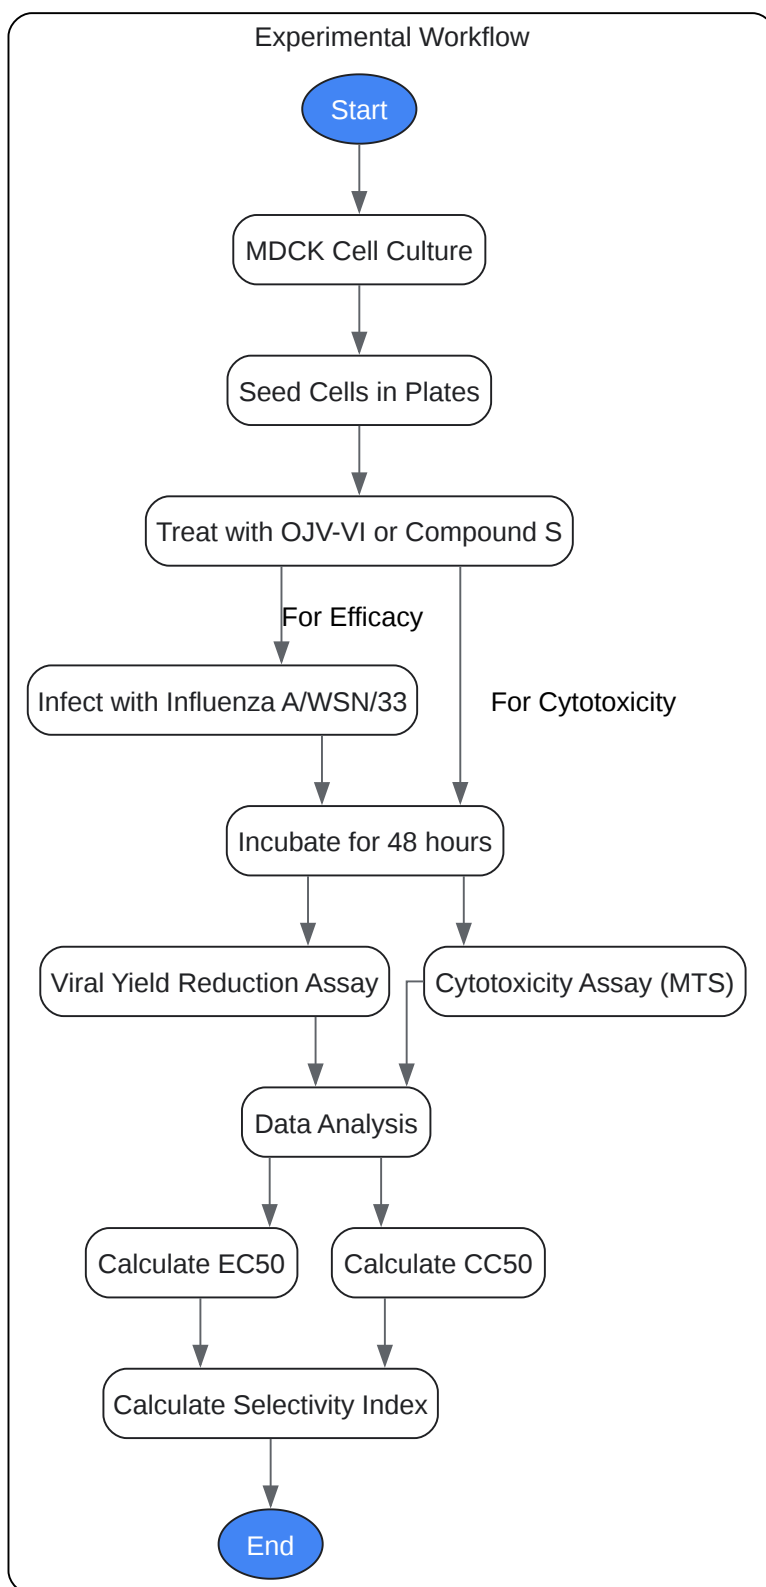 Experimental Workflow
Start
MDCK Cell Culture
Seed Cells in Plates
Treat with OJV-VI or Compound S
For Efficacy
Infect with Influenza A/WSN/33
For Cytotoxicity
Incubate for 48 hours
Viral Yield Reduction Assay
Cytotoxicity Assay (MTS)
Data Analysis
Calculate EC50
Calculate CC50
Calculate Selectivity Index
End